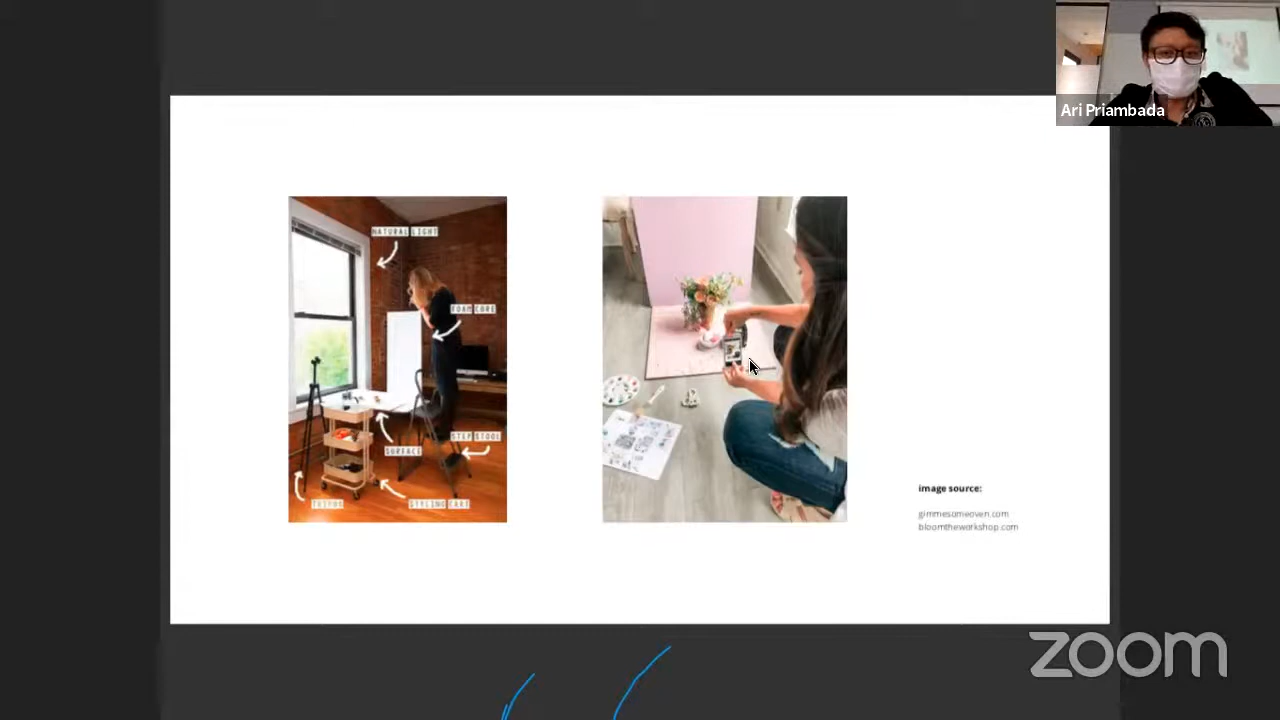 Ari Priambada
NATURAL LIGHT
FOAM CORE
STEP STOOL
SURFACE
TRIPOD
STYLING CART
image source:
gimmesomeoven.com
bloomtheworkshop.com
zoom